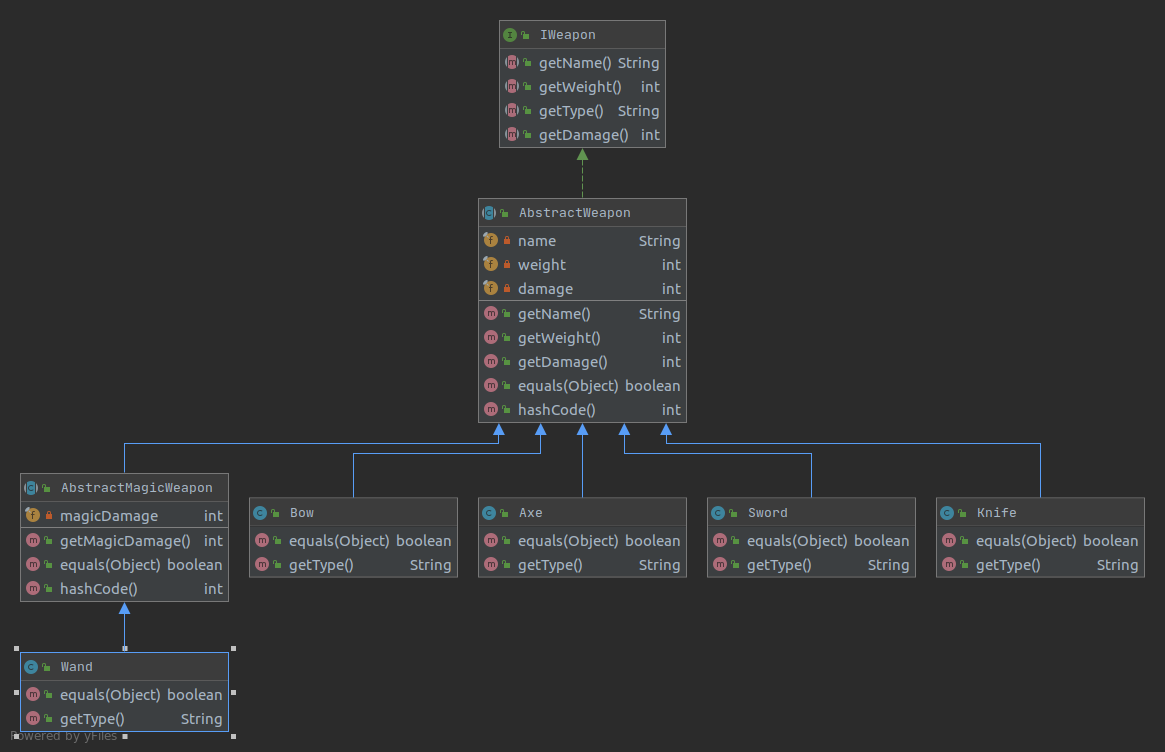 IWeapon
getName() String
getWeight() int
getType() String
getDamage() int
AbstractWeapon
name String
weight int
damage int
getName() String
getWeight() int
getDamage() int
equals(Object) boolean
hashCode() int
AbstractMagicWeapon
magicDamage int
getMagicDamage() int
equals(Object) boolean
hashCode() int
Bow
equals(Object) boolean
getType() String
Axe
equals(Object) boolean
getType() String
Sword
equals(Object) boolean
getType() String
Knife
equals(Object) boolean
getType() String
Wand
equals(Object) boolean
getType() String
Powered by yFiles